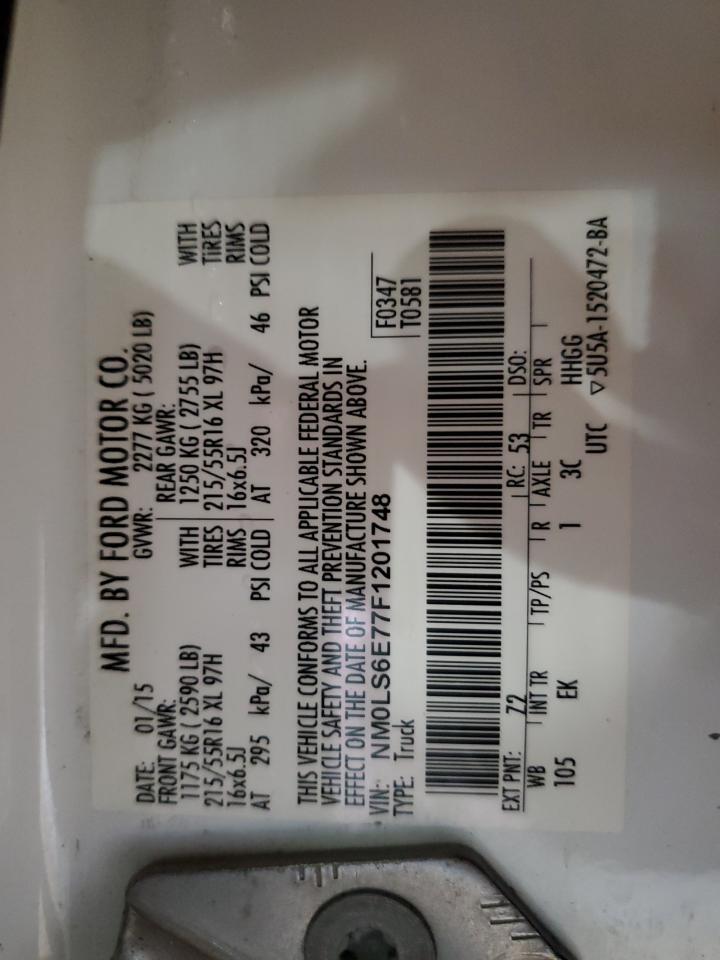 MFD. BY FORD MOTOR CO.
DATE: 01/15 GVWR: 2277 KG ( 5020 LB)
FRONT GAWR: REAR GAWR:
1175 KG ( 2590 LB) WITH 1250 KG ( 2755 LB) WITH
215/55R16 XL 97H TIRES 215/55R16 XL 97H TIRES
16x6.5J RIMS 16x6.5J RIMS
AT 295 kPa/ 43 PSI COLD AT 320 kPa/ 46 PSI COLD
THIS VEHICLE CONFORMS TO ALL APPLICABLE FEDERAL MOTOR
VEHICLE SAFETY AND THEFT PREVENTION STANDARDS IN
EFFECT ON THE DATE OF MANUFACTURE SHOWN ABOVE.
VIN: NM0LS6E77F1201748 F0347
TYPE: Truck T0581
EXT PNT: Z2 RC: 53 DSO:
WB INT TR TP/PS R AXLE TR SPR
105 EK 1 3C HHGG
UTC ▽5U5A-1520472-BA